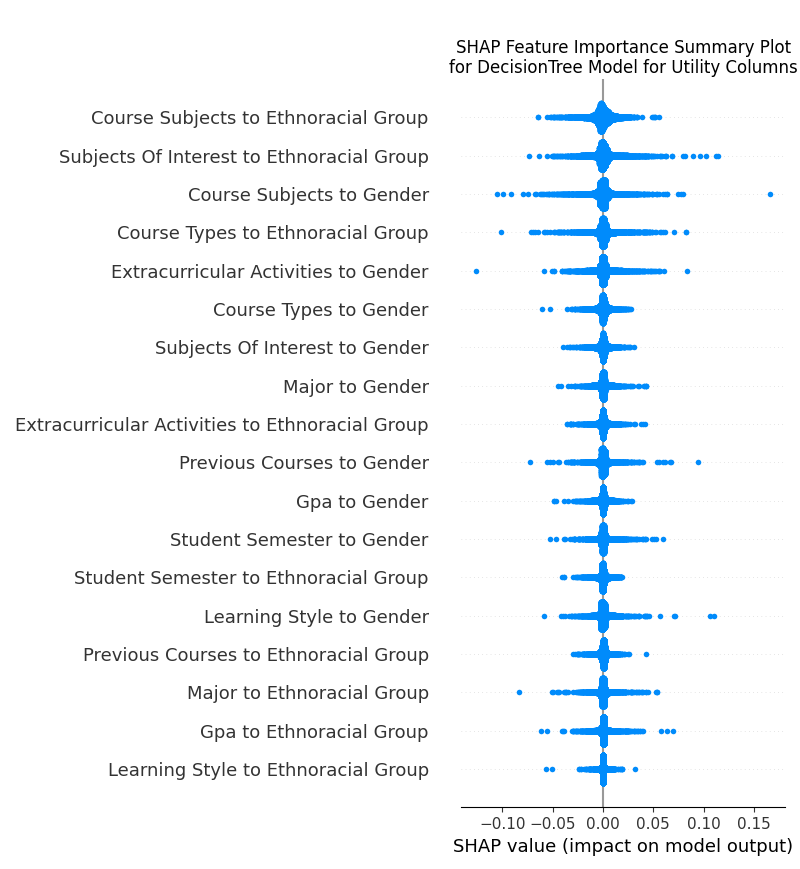 SHAP Feature Importance Summary Plot
for DecisionTree Model for Utility Columns
Course Subjects to Ethnoracial Group
Subjects Of Interest to Ethnoracial Group
Course Subjects to Gender
Course Types to Ethnoracial Group
Extracurricular Activities to Gender
Course Types to Gender
Subjects Of Interest to Gender
Major to Gender
Extracurricular Activities to Ethnoracial Group
Previous Courses to Gender
Gpa to Gender
Student Semester to Gender
Student Semester to Ethnoracial Group
Learning Style to Gender
Previous Courses to Ethnoracial Group
Major to Ethnoracial Group
Gpa to Ethnoracial Group
Learning Style to Ethnoracial Group
−0.10 −0.05 0.00 0.05 0.10 0.15
SHAP value (impact on model output)